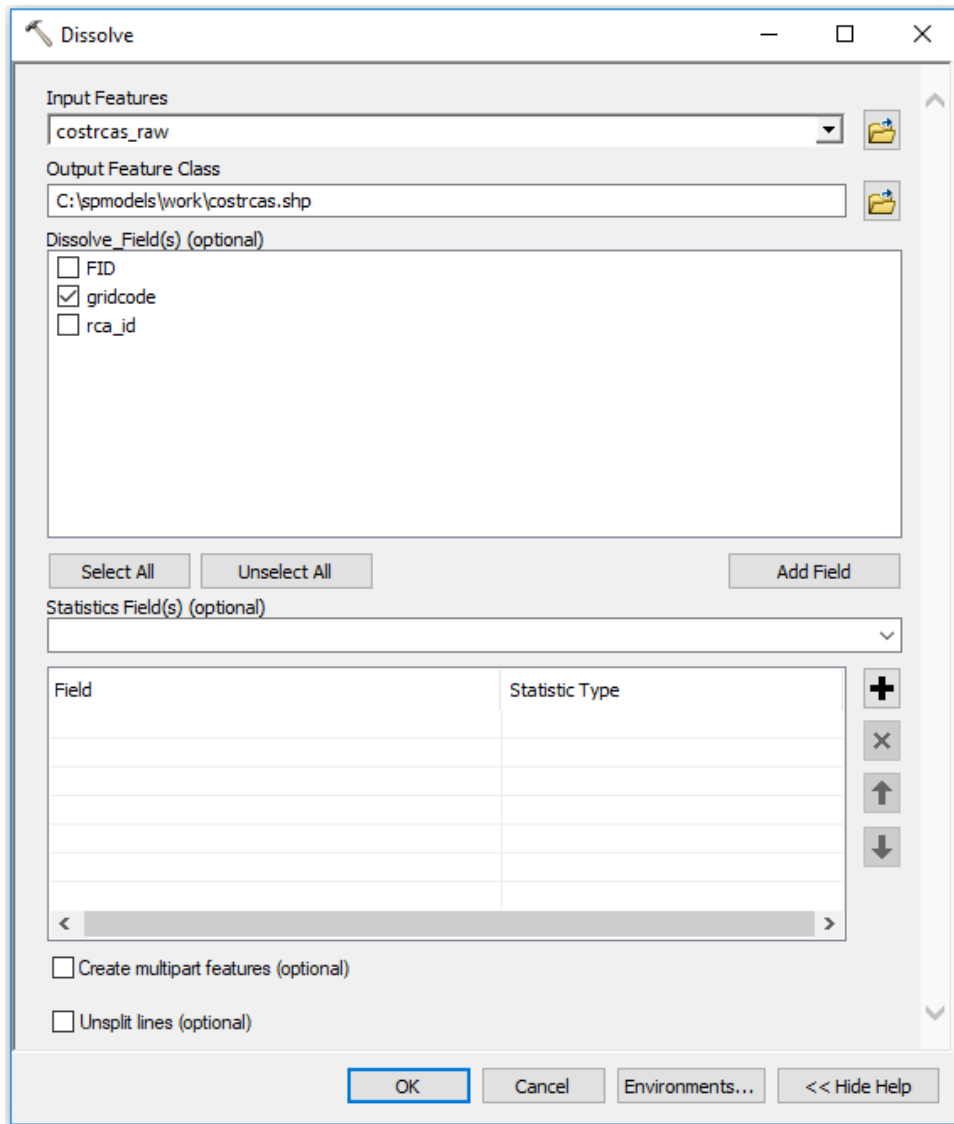 Dissolve
Input Features
costrcas_raw
Output Feature Class
C:\spmodels\work\costrcas.shp
Dissolve_Field(s) (optional)
FID
gridcode
rca_id
Select All Unselect All Add Field
Statistics Field(s) (optional)
Field Statistic Type
Create multipart features (optional)
Unsplit lines (optional)
OK Cancel Environments... << Hide Help